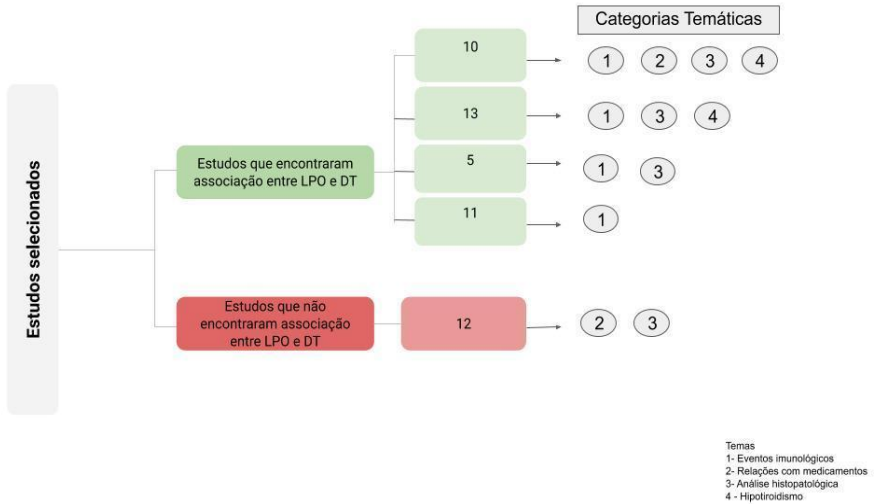 Categorias Temáticas
10
1 2 3 4
13
1 3 4
Estudos que encontraram
associação entre LPO e DT
5
1 3
11
1
Estudos selecionados
Estudos que não
encontraram associação
entre LPO e DT
12
2 3
Temas
1- Eventos imunológicos
2- Relações com medicamentos
3- Análise histopatológica
4 - Hipotiroidismo